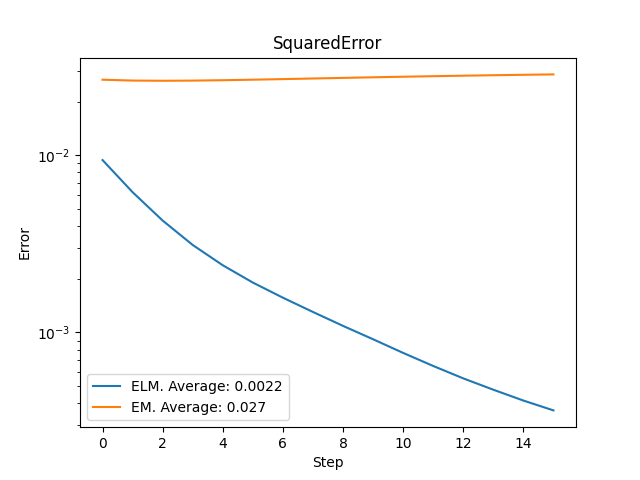 SquaredError
Error
10⁻²
10⁻³
ELM. Average: 0.0022
EM. Average: 0.027
0 2 4 6 8 10 12 14
Step